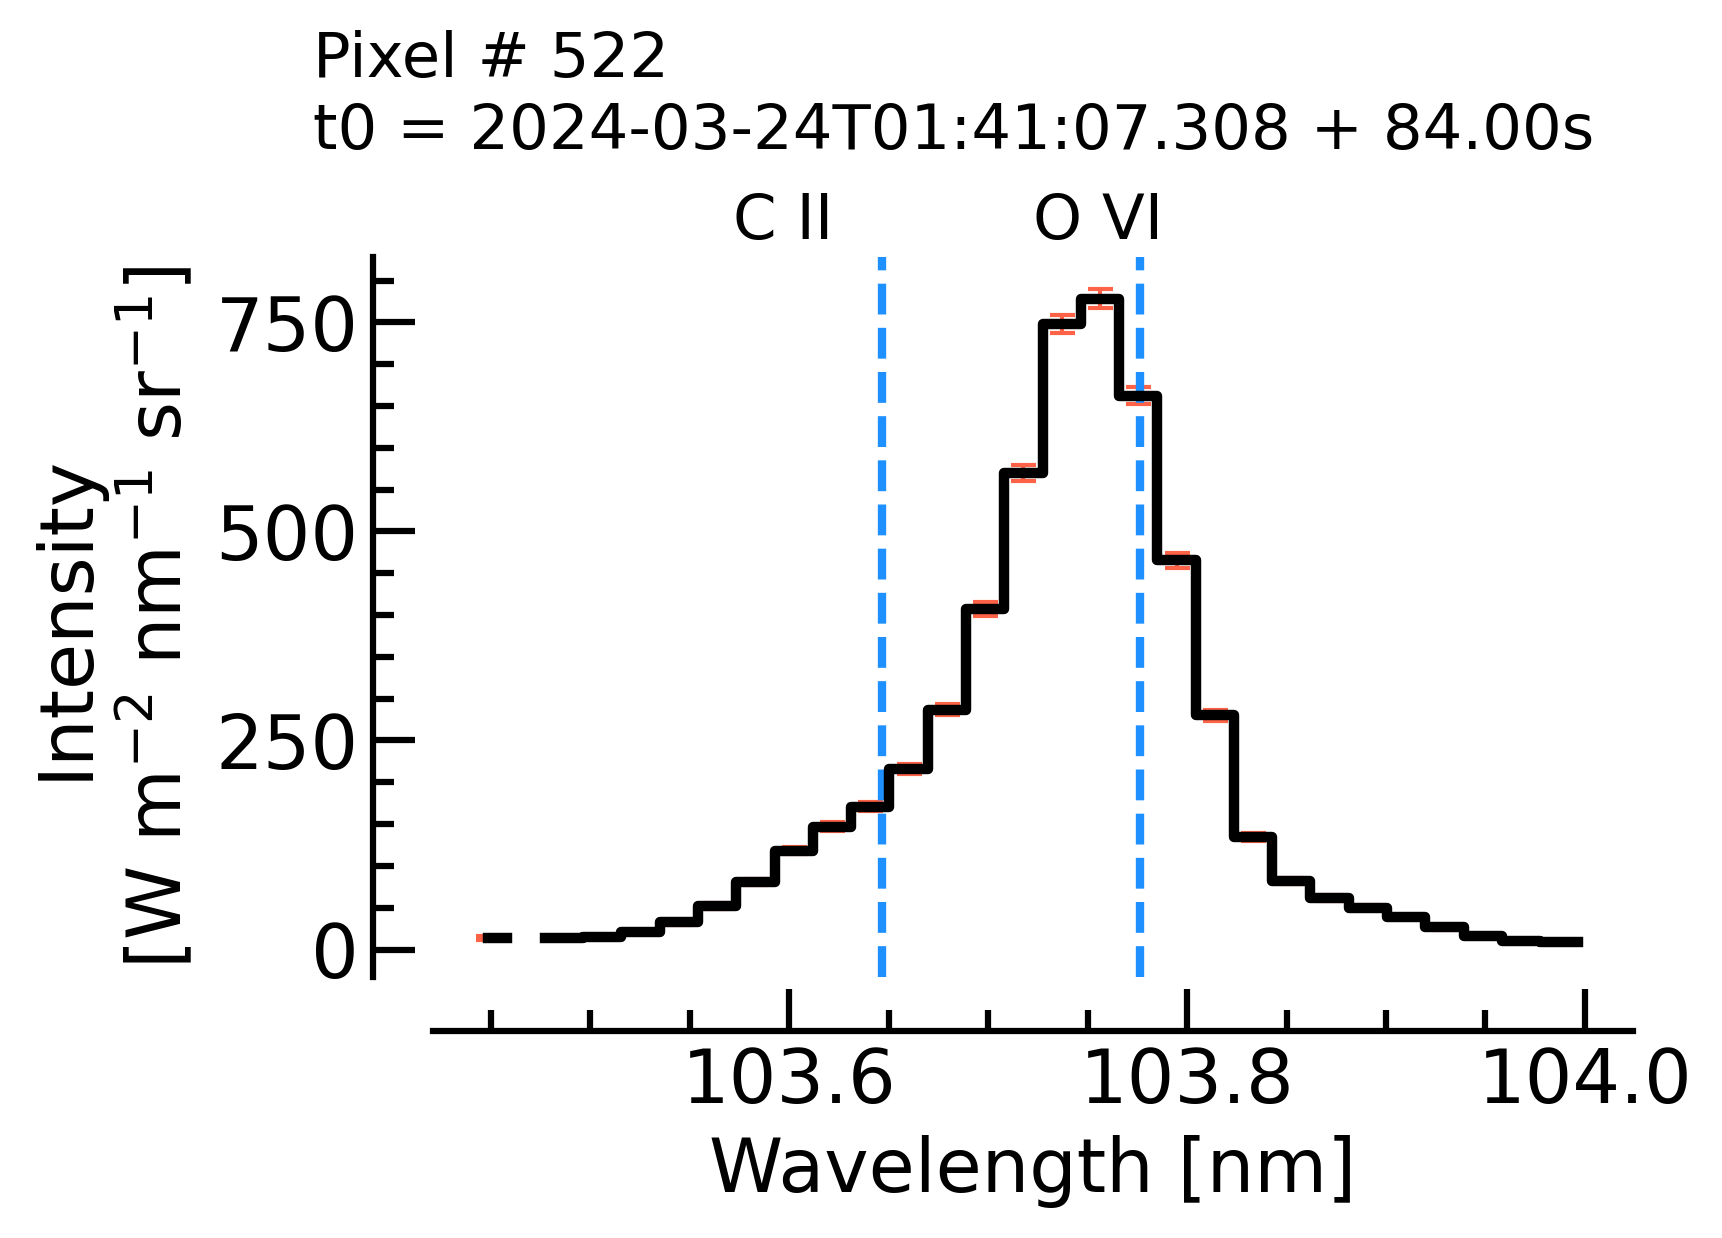 Pixel # 522
t0 = 2024-03-24T01:41:07.308 + 84.00s
C II O VI
Intensity
[W m⁻² nm⁻¹ sr⁻¹]
750
500
250
0
103.6 103.8 104.0
Wavelength [nm]